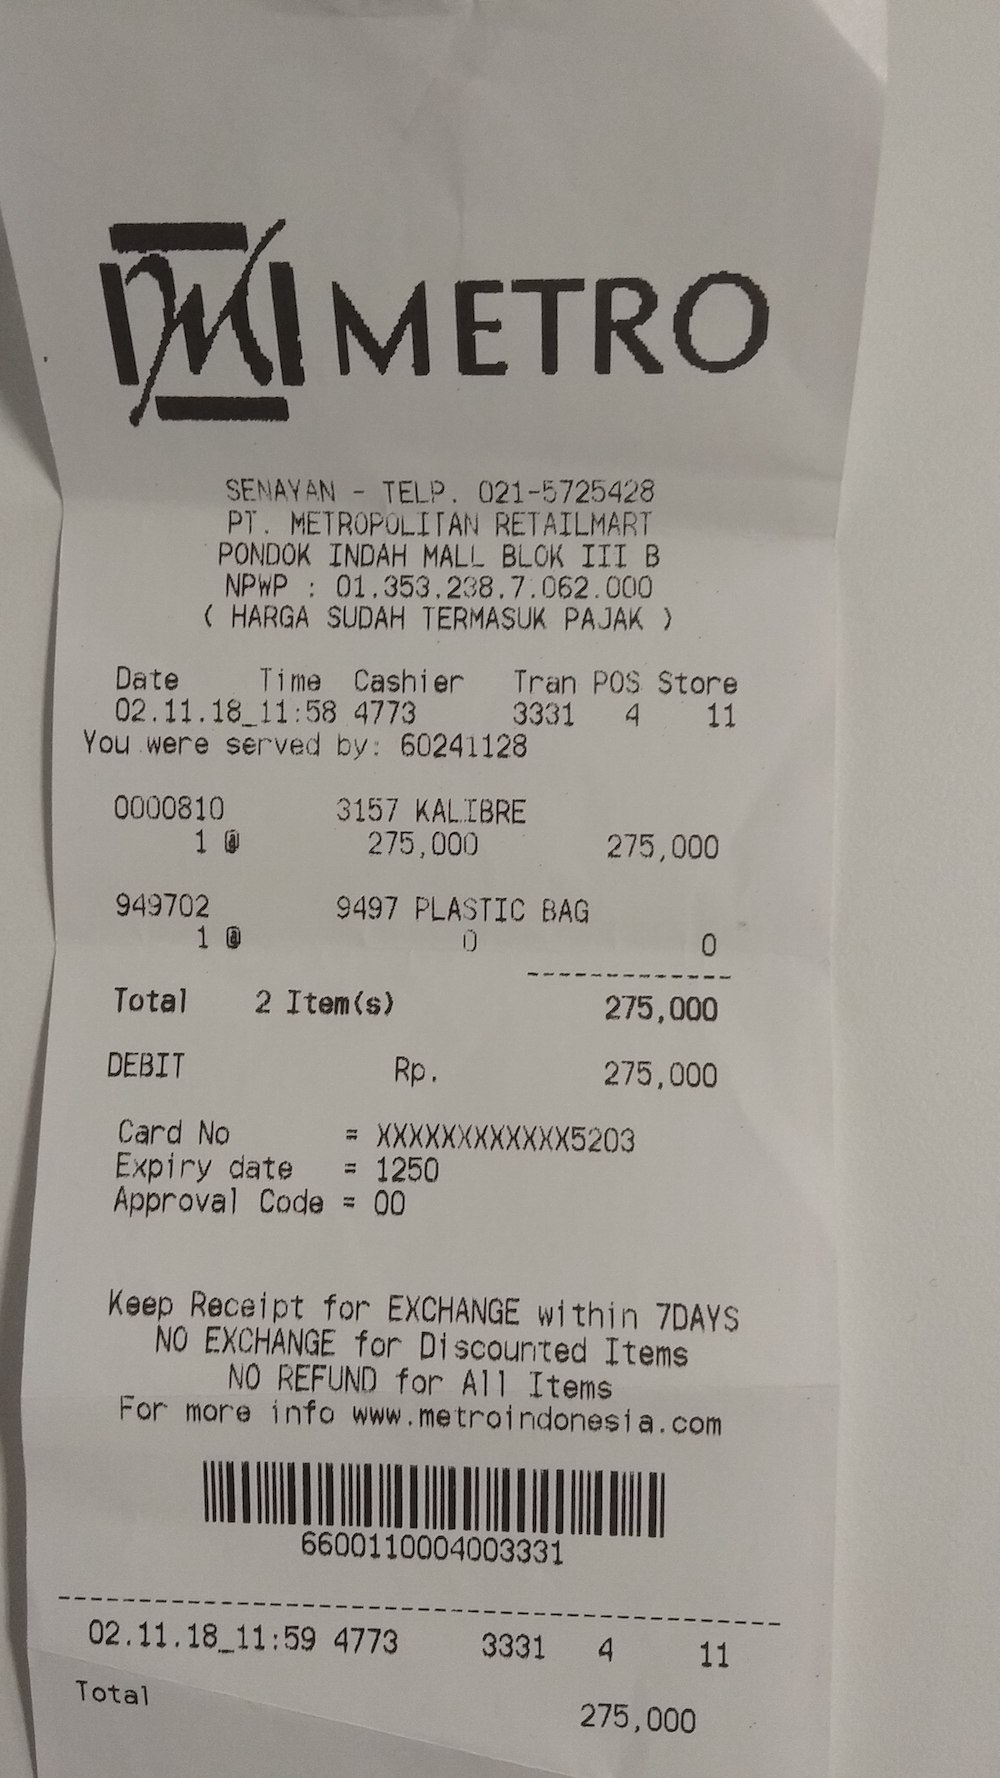 METRO
SENAYAN - TELP. 021-5725428
PT. METROPOLITAN RETAILMART
PONDOK INDAH MALL BLOK III B
NPWP : 01.353.238.7.062.000
( HARGA SUDAH TERMASUK PAJAK )
Date Time Cashier Tran POS Store
02.11.18_11:58 4773 3331 4 11
You were served by: 60241128
0000810 3157 KALIBRE
1 @ 275,000 275,000
949702 9497 PLASTIC BAG
1 @ 0 0
-------------
Total 2 Item(s) 275,000
DEBIT Rp. 275,000
Card No = XXXXXXXXXXXX5203
Expiry date = 1250
Approval Code = 00
Keep Receipt for EXCHANGE within 7DAYS
NO EXCHANGE for Discounted Items
NO REFUND for All Items
For more info www.metroindonesia.com
6600110004003331
02.11.18_11:59 4773 3331 4 11
Total 275,000